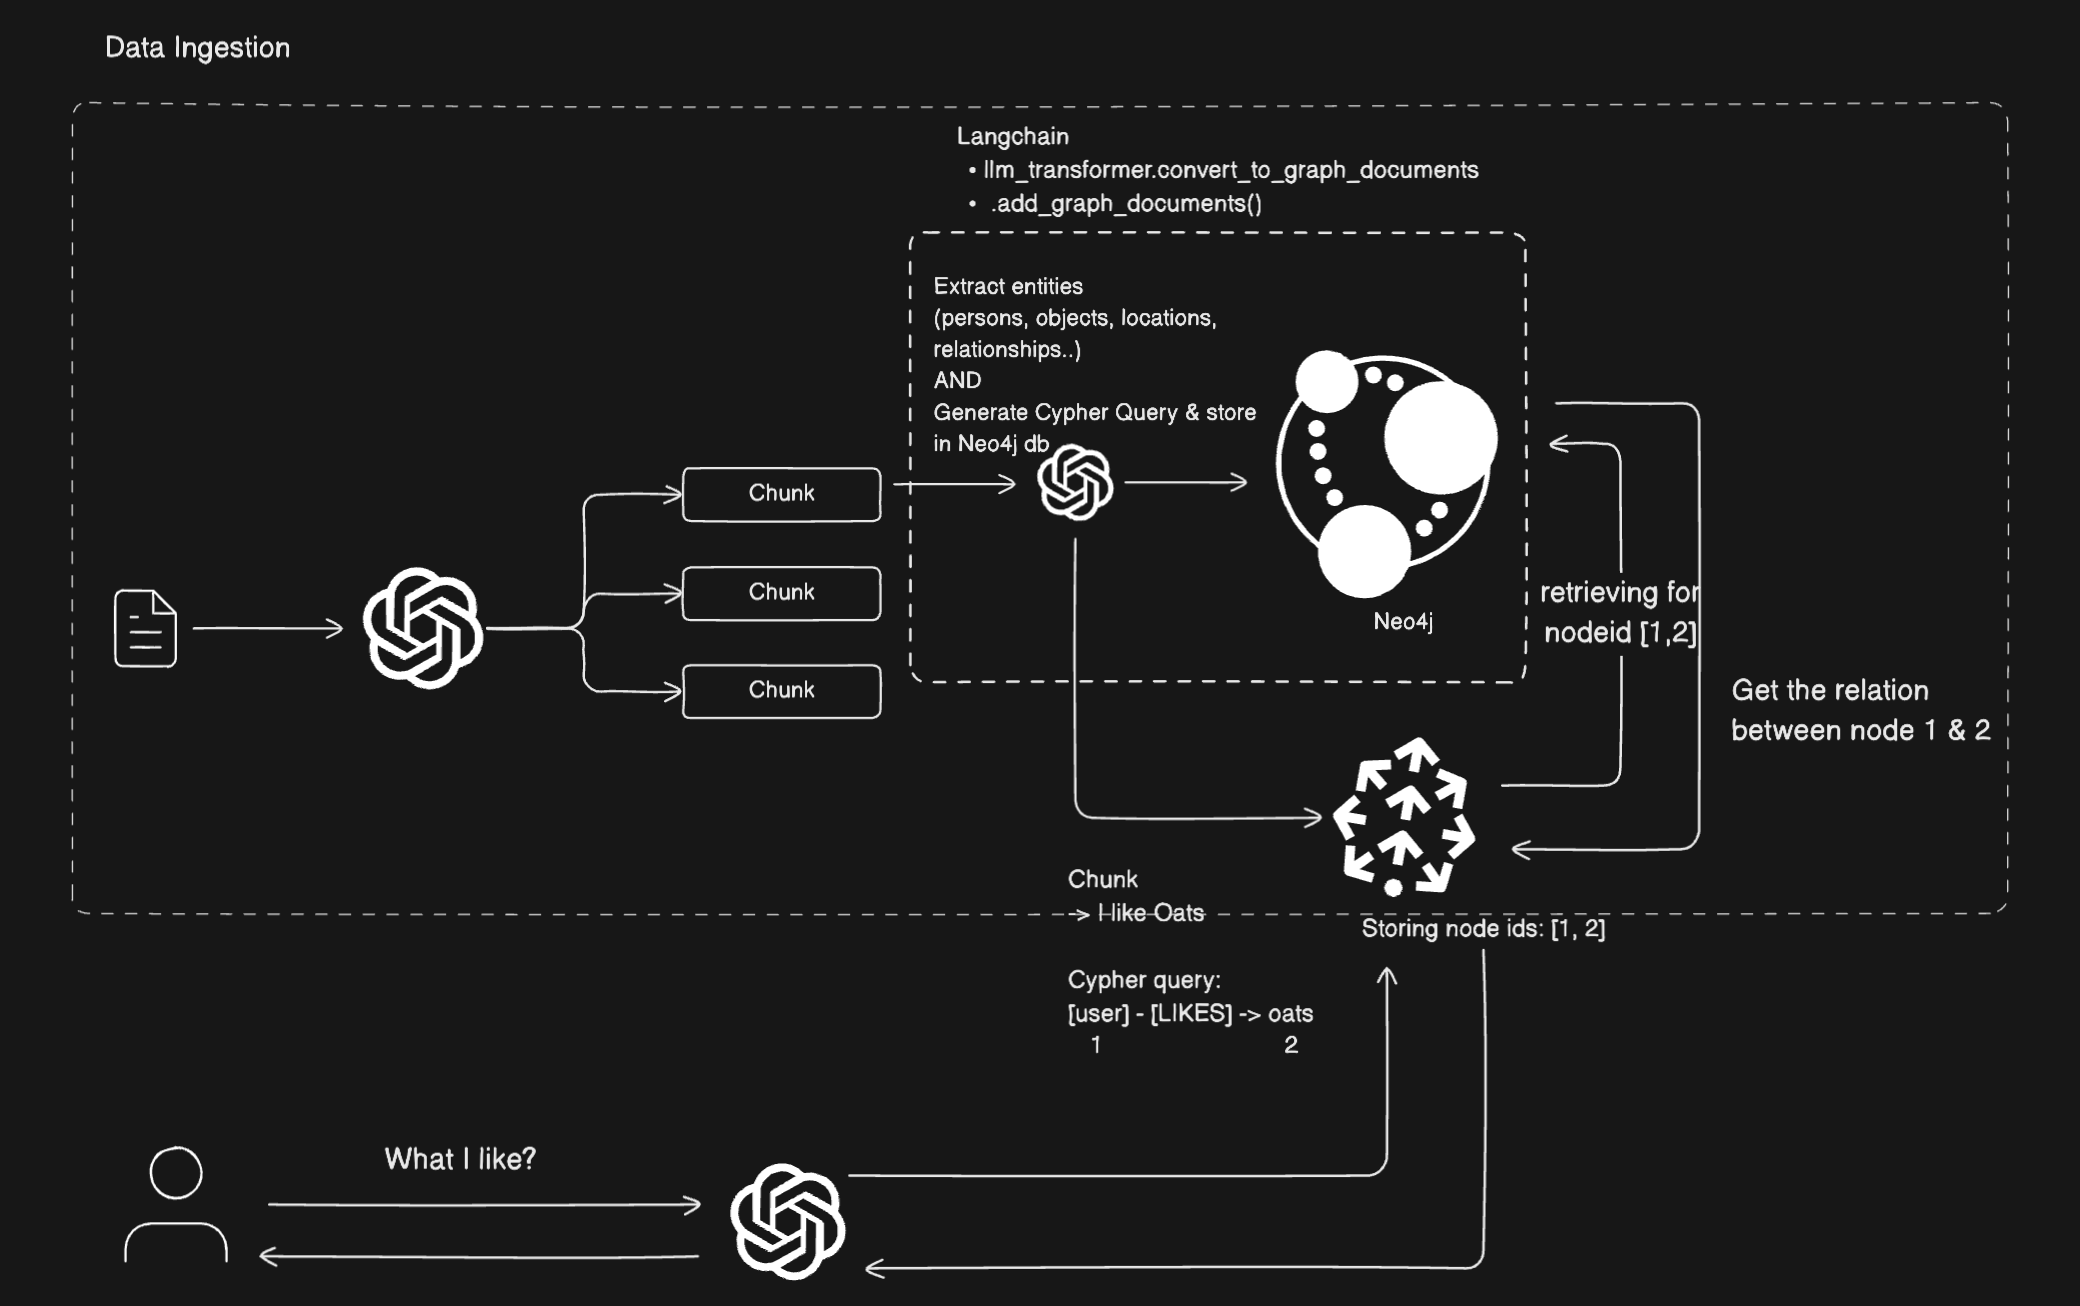 Data Ingestion
Langchain
• llm_transformer.convert_to_graph_documents
• .add_graph_documents()
Extract entities
(persons, objects, locations,
relationships..)
AND
Generate Cypher Query & store
in Neo4j db
Chunk
Chunk
Chunk
Neo4j
retrieving for
nodeid [1,2]
Get the relation
between node 1 & 2
Chunk
-> I like Oats
Storing node ids: [1, 2]
Cypher query:
[user] - [LIKES] -> oats
1 2
What I like?